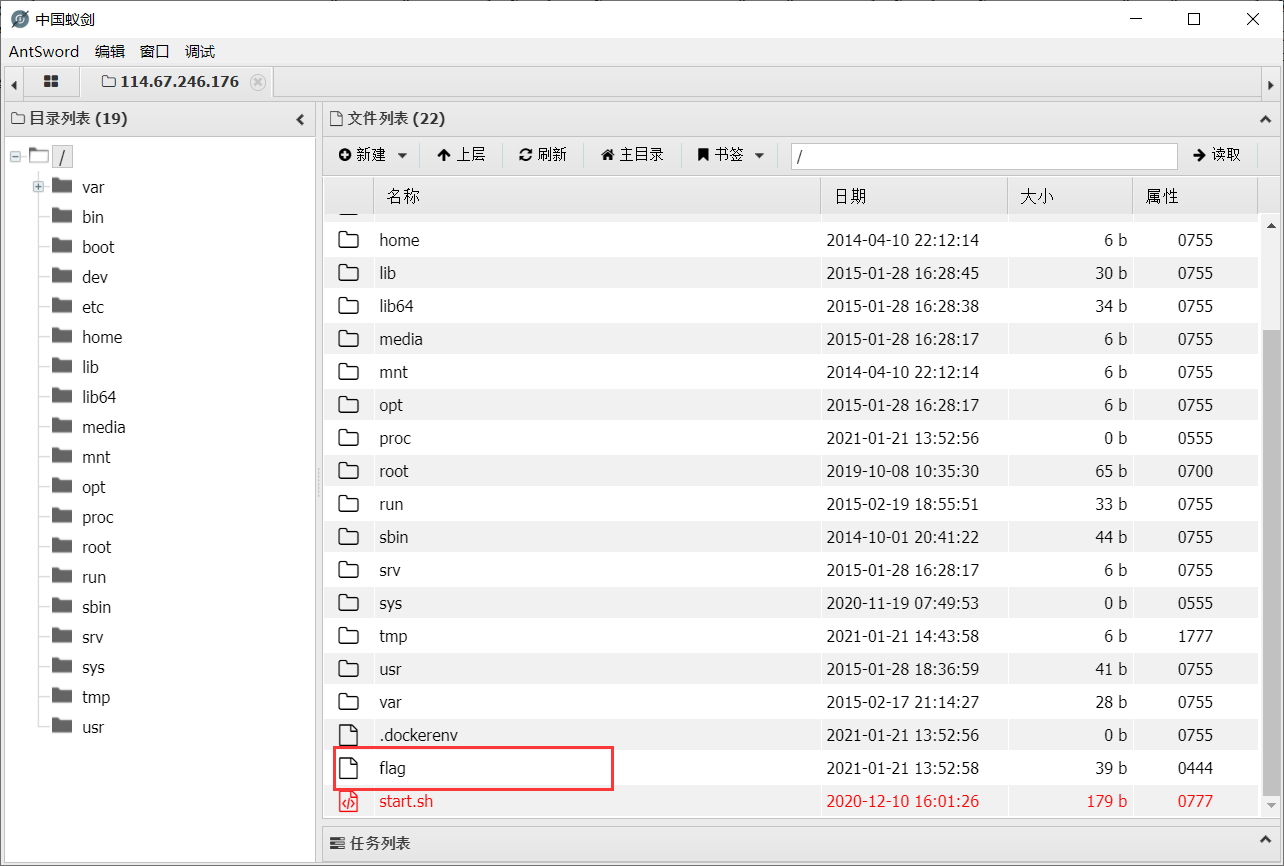 中国蚁剑
AntSword 编辑 窗口 调试
114.67.246.176
目录列表 (19)
/
var
bin
boot
dev
etc
home
lib
lib64
media
mnt
opt
proc
root
run
sbin
srv
sys
tmp
usr
文件列表 (22)
新建 上层 刷新 主目录 书签 / 读取
名称 日期 大小 属性
home 2014-04-10 22:12:14 6 b 0755
lib 2015-01-28 16:28:45 30 b 0755
lib64 2015-01-28 16:28:38 34 b 0755
media 2015-01-28 16:28:17 6 b 0755
mnt 2014-04-10 22:12:14 6 b 0755
opt 2015-01-28 16:28:17 6 b 0755
proc 2021-01-21 13:52:56 0 b 0555
root 2019-10-08 10:35:30 65 b 0700
run 2015-02-19 18:55:51 33 b 0755
sbin 2014-10-01 20:41:22 44 b 0755
srv 2015-01-28 16:28:17 6 b 0755
sys 2020-11-19 07:49:53 0 b 0555
tmp 2021-01-21 14:43:58 6 b 1777
usr 2015-01-28 18:36:59 41 b 0755
var 2015-02-17 21:14:27 28 b 0755
.dockerenv 2021-01-21 13:52:56 0 b 0755
flag 2021-01-21 13:52:58 39 b 0444
start.sh 2020-12-10 16:01:26 179 b 0777
任务列表